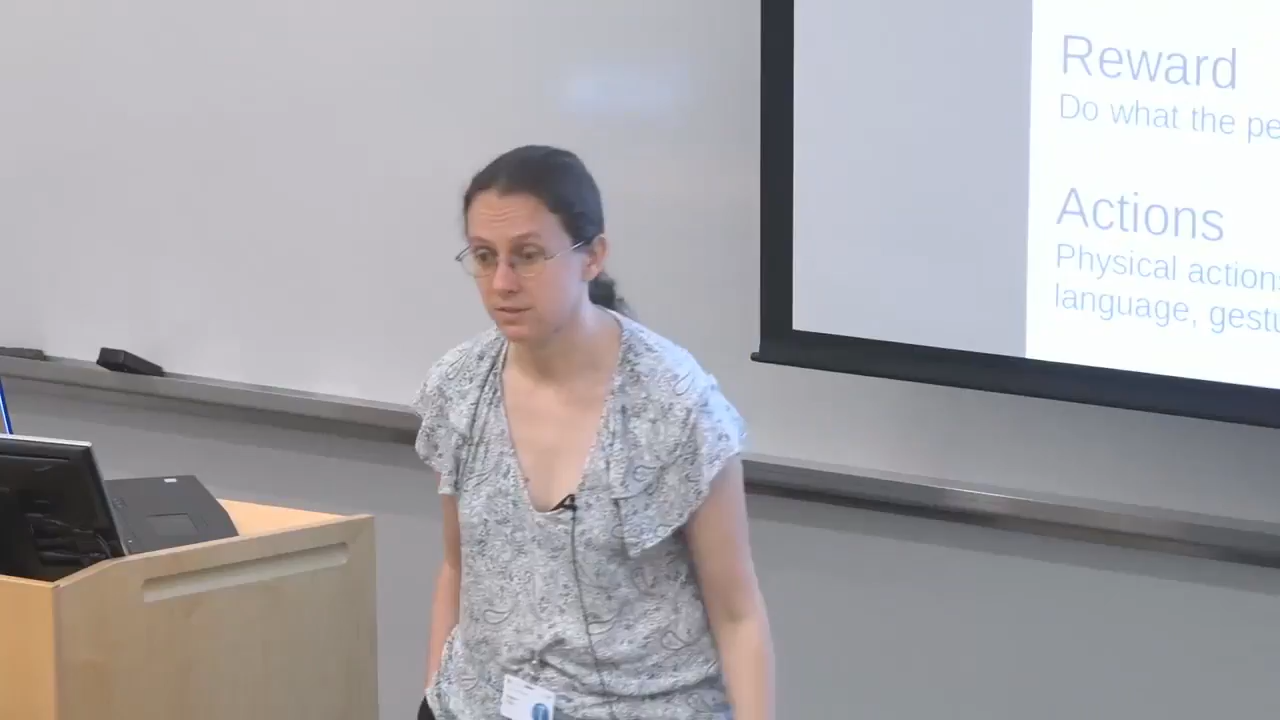 Reward
Do what the pe
Actions
Physical actions
language, gestu